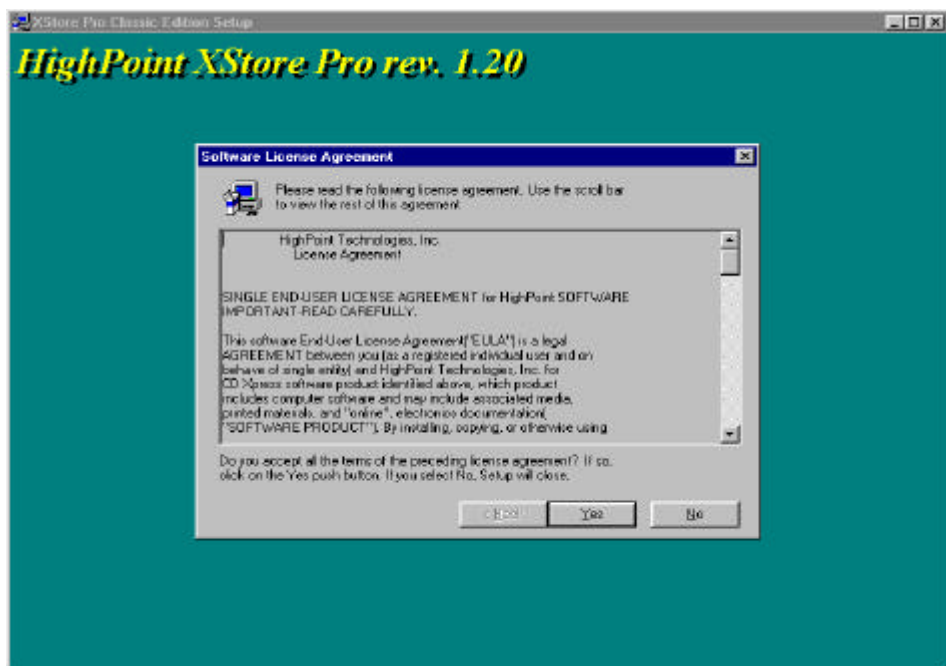 XStore Pro Classic Edition Setup
HighPoint XStore Pro rev. 1.20
Software License Agreement
Please read the following license agreement. Use the scroll bar
to view the rest of this agreement
HighPoint Technologies, Inc.
License Agreement
SINGLE END-USER LICENSE AGREEMENT for HighPoint SOFTWARE
IMPORTANT-READ CAREFULLY.
This software End-User License Agreement("EULA") is a legal
AGREEMENT between you (as a registered individual user and on
behave of single entity) and HighPoint Technologies, Inc. for
CD Xpress software product identified above, which product
includes computer software and may include associated media,
printed materials, and "online", electronics documentation(
"SOFTWARE PRODUCT"). By installing, copying, or otherwise using
Do you accept all the terms of the preceding license agreement? If so,
click on the Yes push button. If you select No, Setup will close.
Yes
No